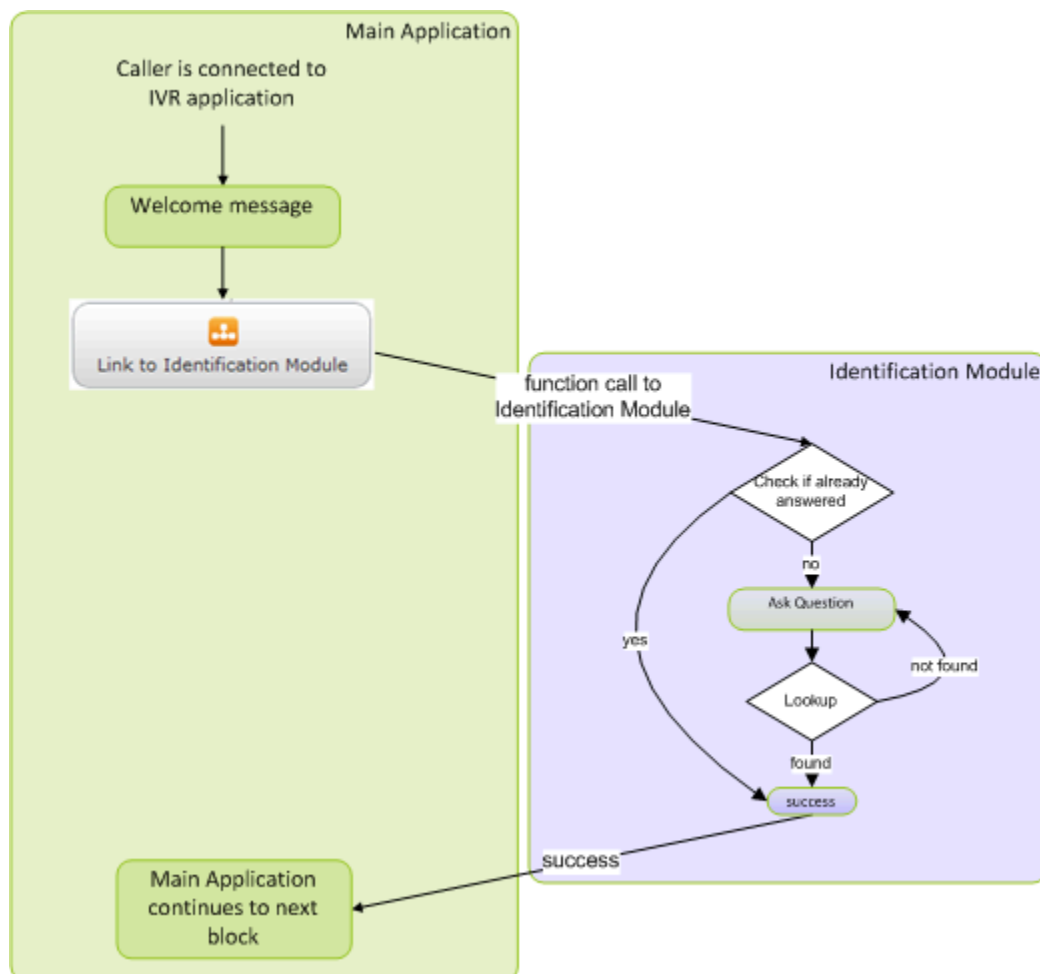 Main Application
Caller is connected to
IVR application
Welcome message
Link to Identification Module
function call to
Identification Module
Identification Module
Check if already
answered
no
Ask Question
yes
not found
Lookup
found
success
success
Main Application
continues to next
block